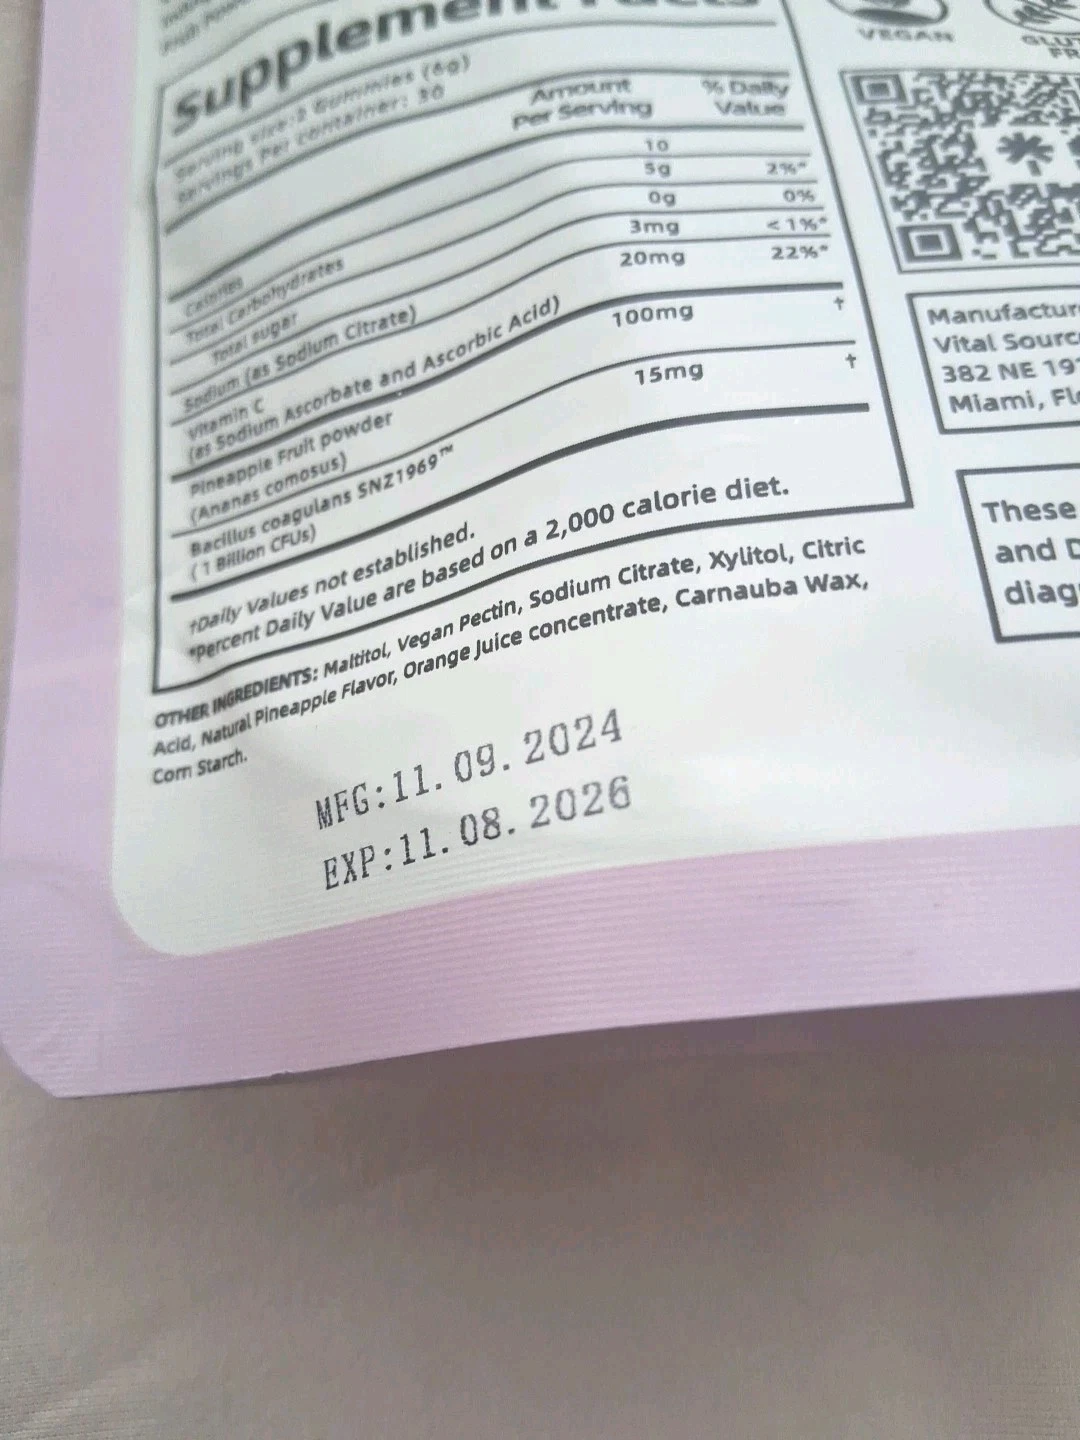 Supplement Facts
Serving size:2 Gummies (6g)
Servings Per container: 30
Amount
Per Serving
% Daily
Value
Calories 10
Total Carbohydrates 5g 2%*
Total sugar 0g 0%
Sodium (as Sodium Citrate) 3mg <1%*
Vitamin C 20mg 22%*
(as Sodium Ascorbate and Ascorbic Acid)
Pineapple Fruit powder 100mg †
(Ananas comosus)
Bacillus coagulans SNZ1969™ 15mg †
(1 Billion CFUs)
†Daily Values not established.
*Percent Daily Value are based on a 2,000 calorie diet.
OTHER INGREDIENTS: Maltitol, Vegan Pectin, Sodium Citrate, Xylitol, Citric
Acid, Natural Pineapple Flavor, Orange Juice concentrate, Carnauba Wax,
Corn Starch.
MFG:11.09.2024
EXP:11.08.2026
VEGAN
GLUT
FR
Manufactur
Vital Sourc
382 NE 19
Miami, Fl
These
and D
diag